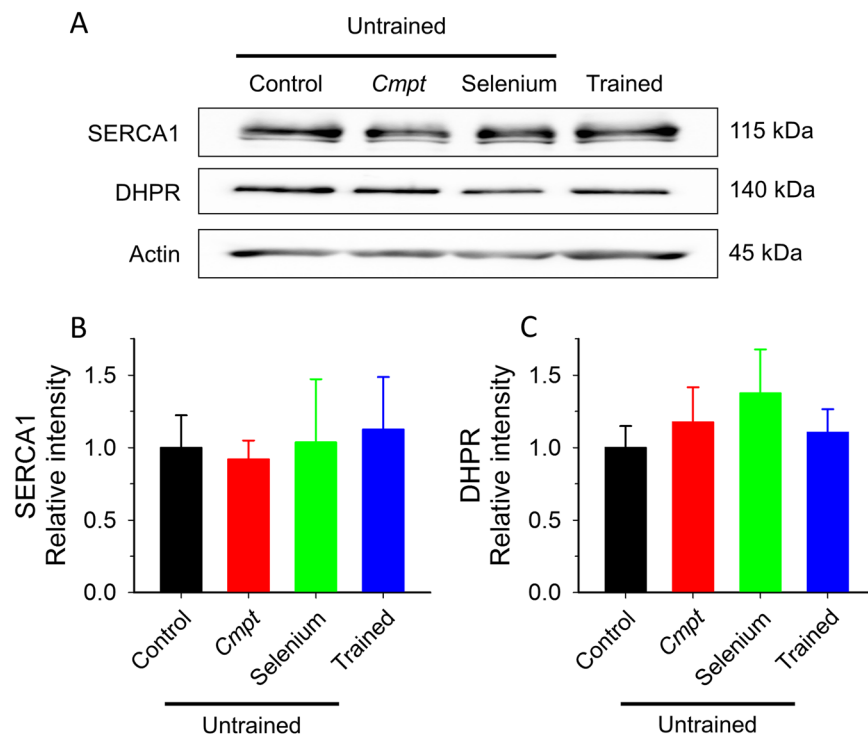 A
Untrained
Control Cmpt Selenium Trained
SERCA1 115 kDa
DHPR 140 kDa
Actin 45 kDa
B
SERCA1
Relative intensity
1.5
1.0
0.5
0.0
Control
Cmpt
Selenium
Trained
Untrained
C
DHPR
Relative intensity
1.5
1.0
0.5
0.0
Control
Cmpt
Selenium
Trained
Untrained